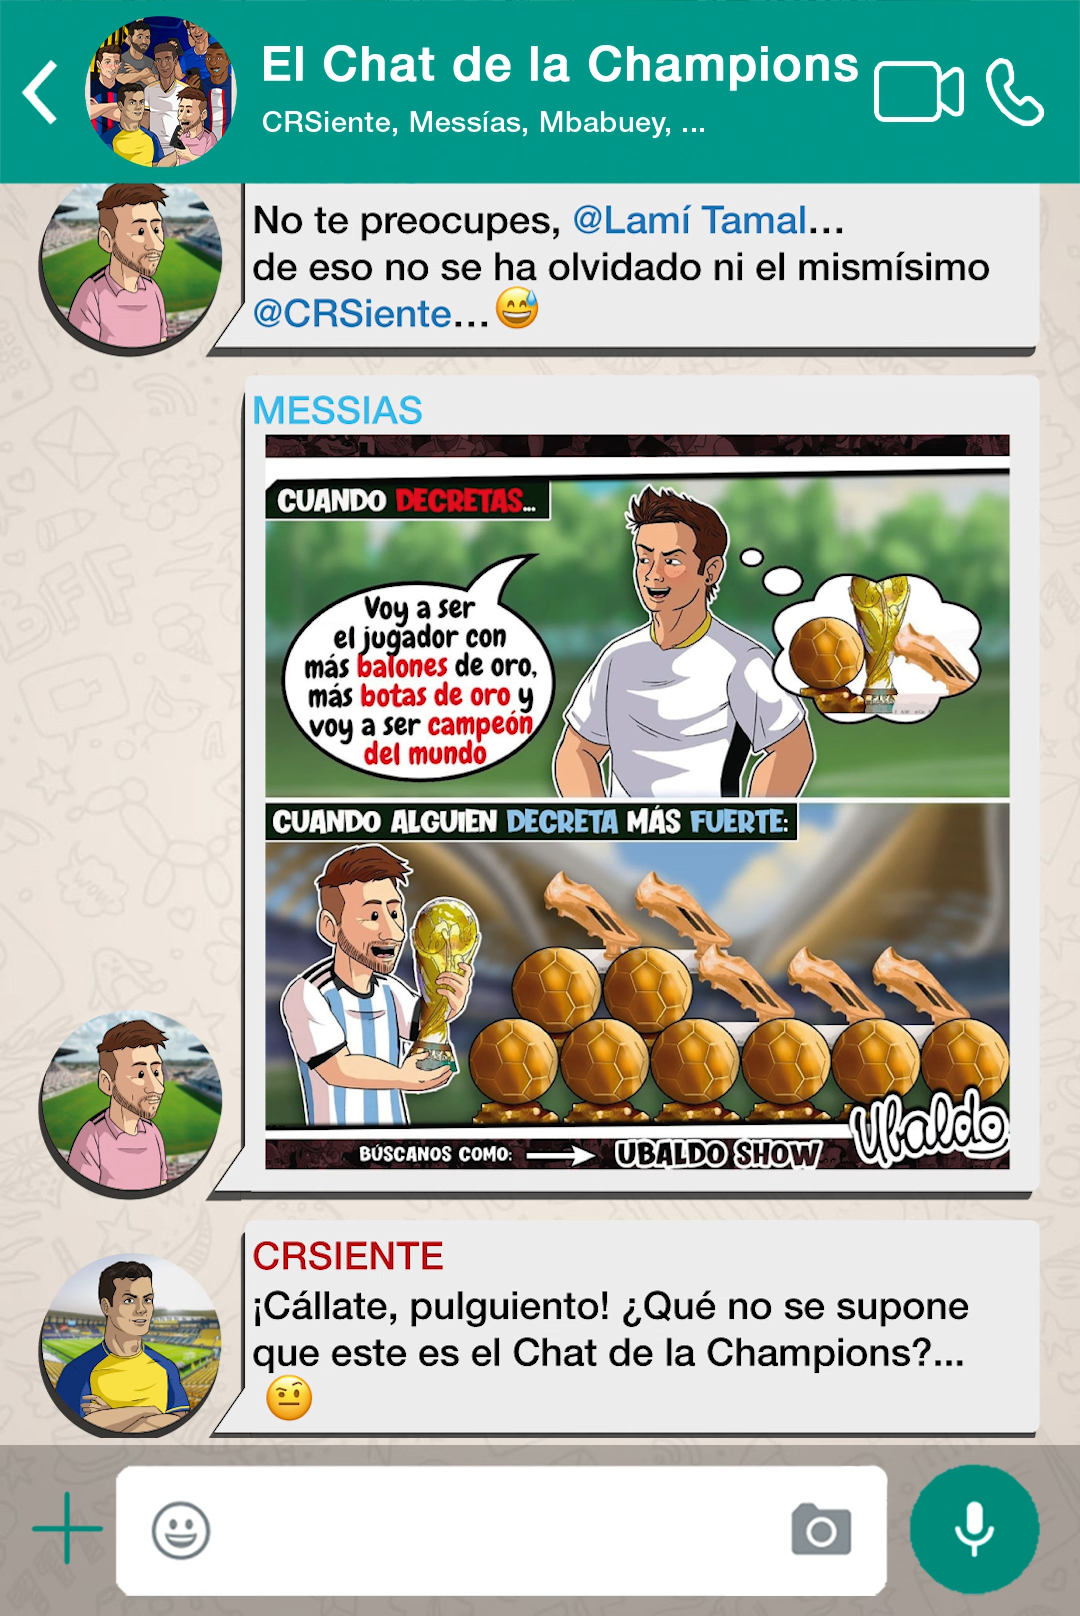 El Chat de la Champions
CRSiente, Messías, Mbabuey, ...
No te preocupes, @Lamí Tamal...
de eso no se ha olvidado ni el mismísimo
@CRSiente...😅
MESSIAS
CUANDO DECRETAS...
Voy a ser
el jugador con
más balones de oro,
más botas de oro y
voy a ser campeón
del mundo
CUANDO ALGUIEN DECRETA MÁS FUERTE:
Ubaldo
BÚSCANOS COMO: UBALDO SHOW
CRSIENTE
¡Cállate, pulguiento! ¿Qué no se supone
que este es el Chat de la Champions?...
🤨